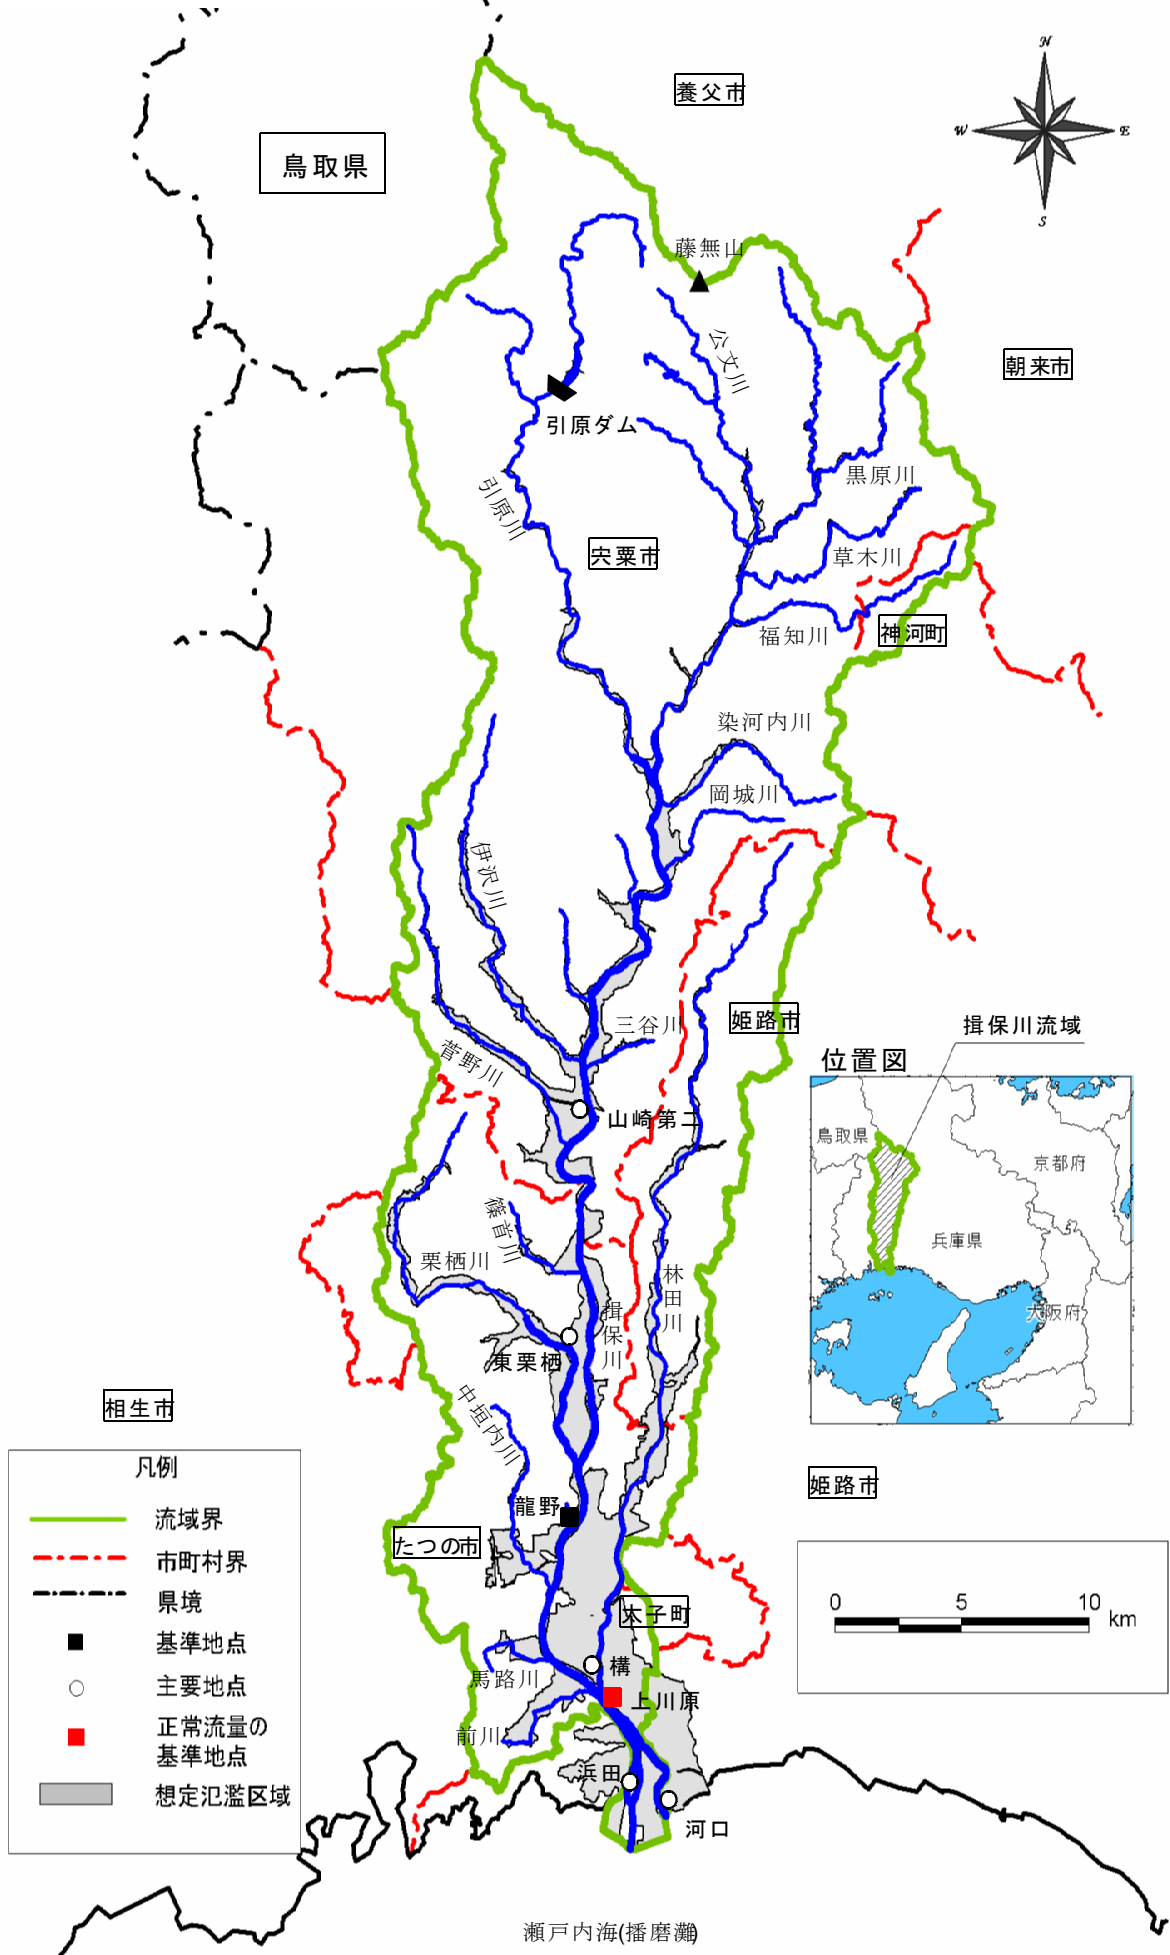 N
W
E
S
養父市
鳥取県
藤無山
公文川
朝来市
引原ダム
黒原川
引原川
宍粟市
草木川
福知川
神河町
染河内川
岡城川
伊沢川
三谷川
姫路市
揖保川流域
菅野川
位置図
山崎第二
鳥取県
京都府
篠首川
兵庫県
栗栖川
林田川
揖保川
大阪府
東栗栖
中垣内川
相生市
姫路市
龍野
たつの市
太子町
構
馬路川
上川原
前川
浜田
河口
瀬戸内海(播磨灘)
凡例
流域界
市町村界
県境
基準地点
主要地点
正常流量の
基準地点
想定氾濫区域
0
5
10
km